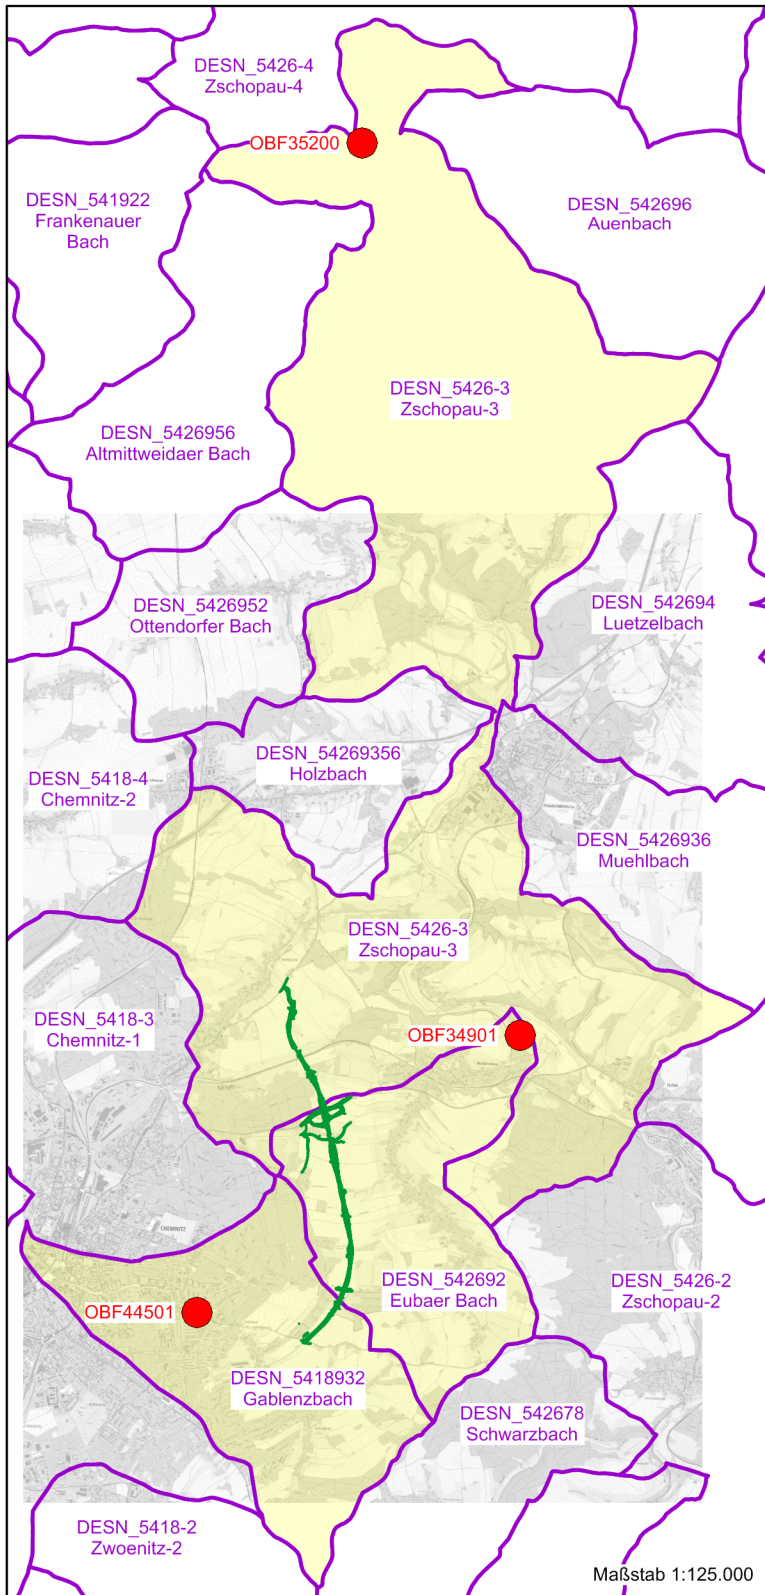 DESN_5426-4
Zschopau-4
OBF35200
DESN_541922
Frankenauer
Bach
DESN_542696
Auenbach
DESN_5426-3
Zschopau-3
DESN_5426956
Altmittweidaer Bach
DESN_5426952
Ottendorfer Bach
DESN_542694
Luetzelbach
DESN_54269356
Holzbach
DESN_5418-4
Chemnitz-2
DESN_5426936
Muehlbach
DESN_5426-3
Zschopau-3
DESN_5418-3
Chemnitz-1
OBF34901
CHEMNITZ
DESN_542692
Eubaer Bach
DESN_5426-2
Zschopau-2
OBF44501
DESN_5418932
Gablenzbach
DESN_542678
Schwarzbach
DESN_5418-2
Zwoenitz-2
Maßstab 1:125.000